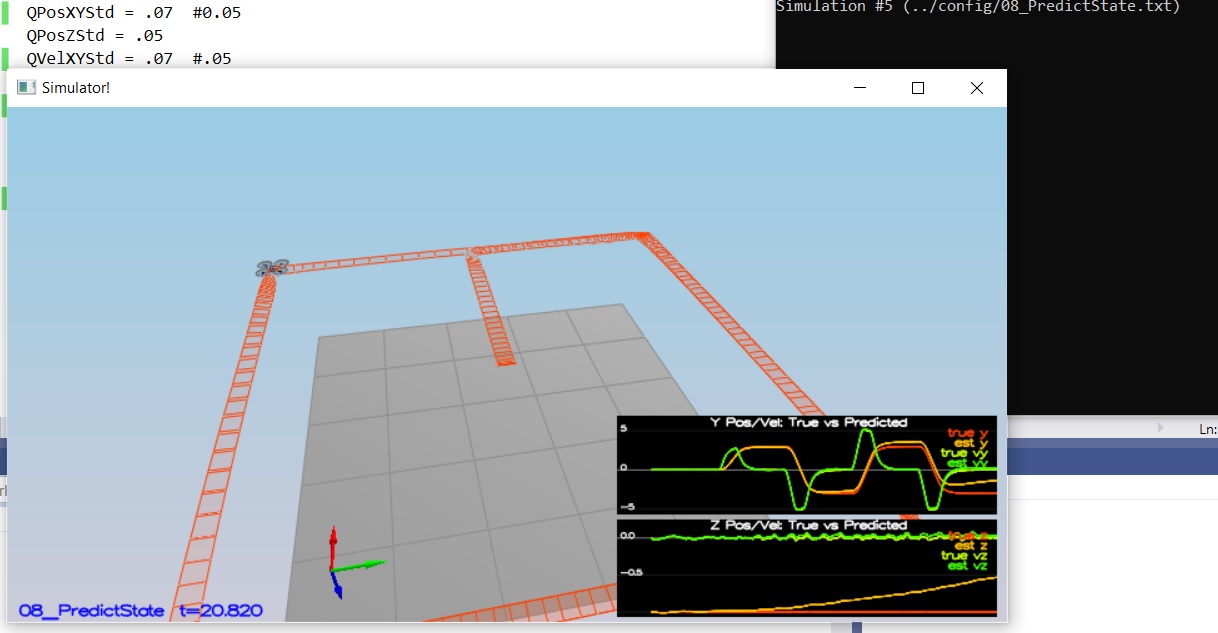 QPosXYStd = .07  #0.05
QPosZStd = .05
QVelXYStd = .07  #.05
Simulation #5 (../config/08_PredictState.txt)
Simulator!
Y Pos/Vel: True vs Predicted
5
true y
est y
true vy
est vy
0
-5
Z Pos/Vel: True vs Predicted
0.0
true z
est z
true vz
est vz
-0.5
08_PredictState  t=20.820
Ln: